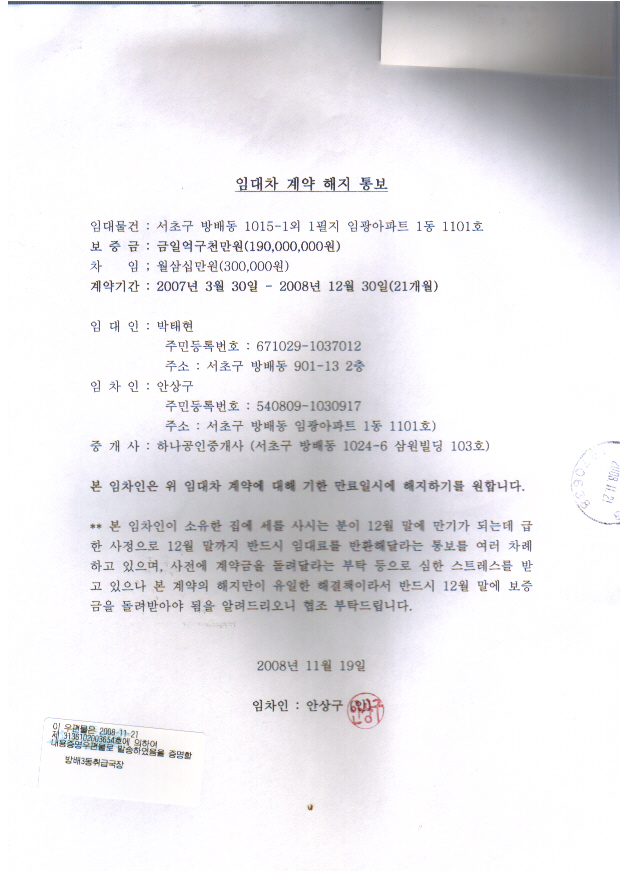 임대차 계약 해지 통보
임대물건 : 서초구 방배동 1015-1외 1필지 임광아파트 1동 1101호
보 증 금 : 금일억구천만원(190,000,000원)
차 임 ; 월삼십만원(300,000원)
계약기간 : 2007년 3월 30일 - 2008년 12월 30일(21개월)
임 대 인 : 박태현
주민등록번호 : 671029-1037012
주소 : 서초구 방배동 901-13 2층
임 차 인 : 안상구
주민등록번호 : 540809-1030917
주소 : 서초구 방배동 임광아파트 1동 1101호)
중 개 사 : 하나공인중개사 (서초구 방배동 1024-6 삼원빌딩 103호)
본 임차인은 위 임대차 계약에 대해 기한 만료일시에 해지하기를 원합니다.
** 본 임차인이 소유한 집에 세를 사시는 분이 12월 말에 만기가 되는데 급
한 사정으로 12월 말까지 반드시 임대료를 반환해달라는 통보를 여러 차례
하고 있으며, 사전에 계약금을 돌려달라는 부탁 등으로 심한 스트레스를 받
고 있으나 본 계약의 해지만이 유일한 해결책이라서 반드시 12월 말에 보증
금을 돌려받아야 됨을 알려드리오니 협조 부탁드립니다.
2008년 11월 19일
임차인 : 안상구
이 우편물은 2008-11-21
제 3138102003654호에 의하여
내용증명우편물로 발송하였음을 증명함
방배3동취급국장
2008.11.21